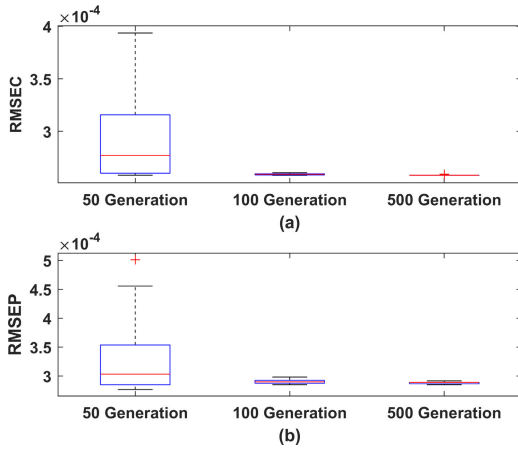 ×10-4
4
3.5
3
RMSEC
50 Generation 100 Generation 500 Generation
(a)
×10-4
5
4.5
4
3.5
3
RMSEP
50 Generation 100 Generation 500 Generation
(b)